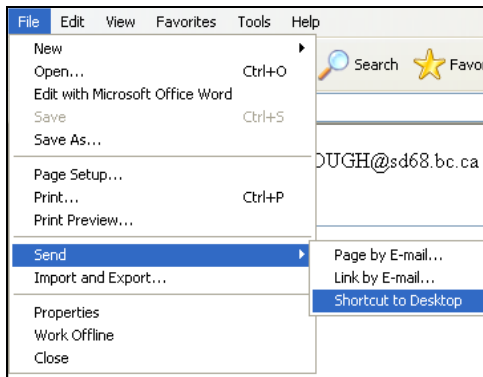 File Edit View Favorites Tools Help
New
Open... Ctrl+O
Edit with Microsoft Office Word
Save Ctrl+S
Save As...
Page Setup...
Print... Ctrl+P
Print Preview...
Send
Import and Export...
Properties
Work Offline
Close
Search Favor
OUGH@sd68.bc.ca
Page by E-mail...
Link by E-mail...
Shortcut to Desktop